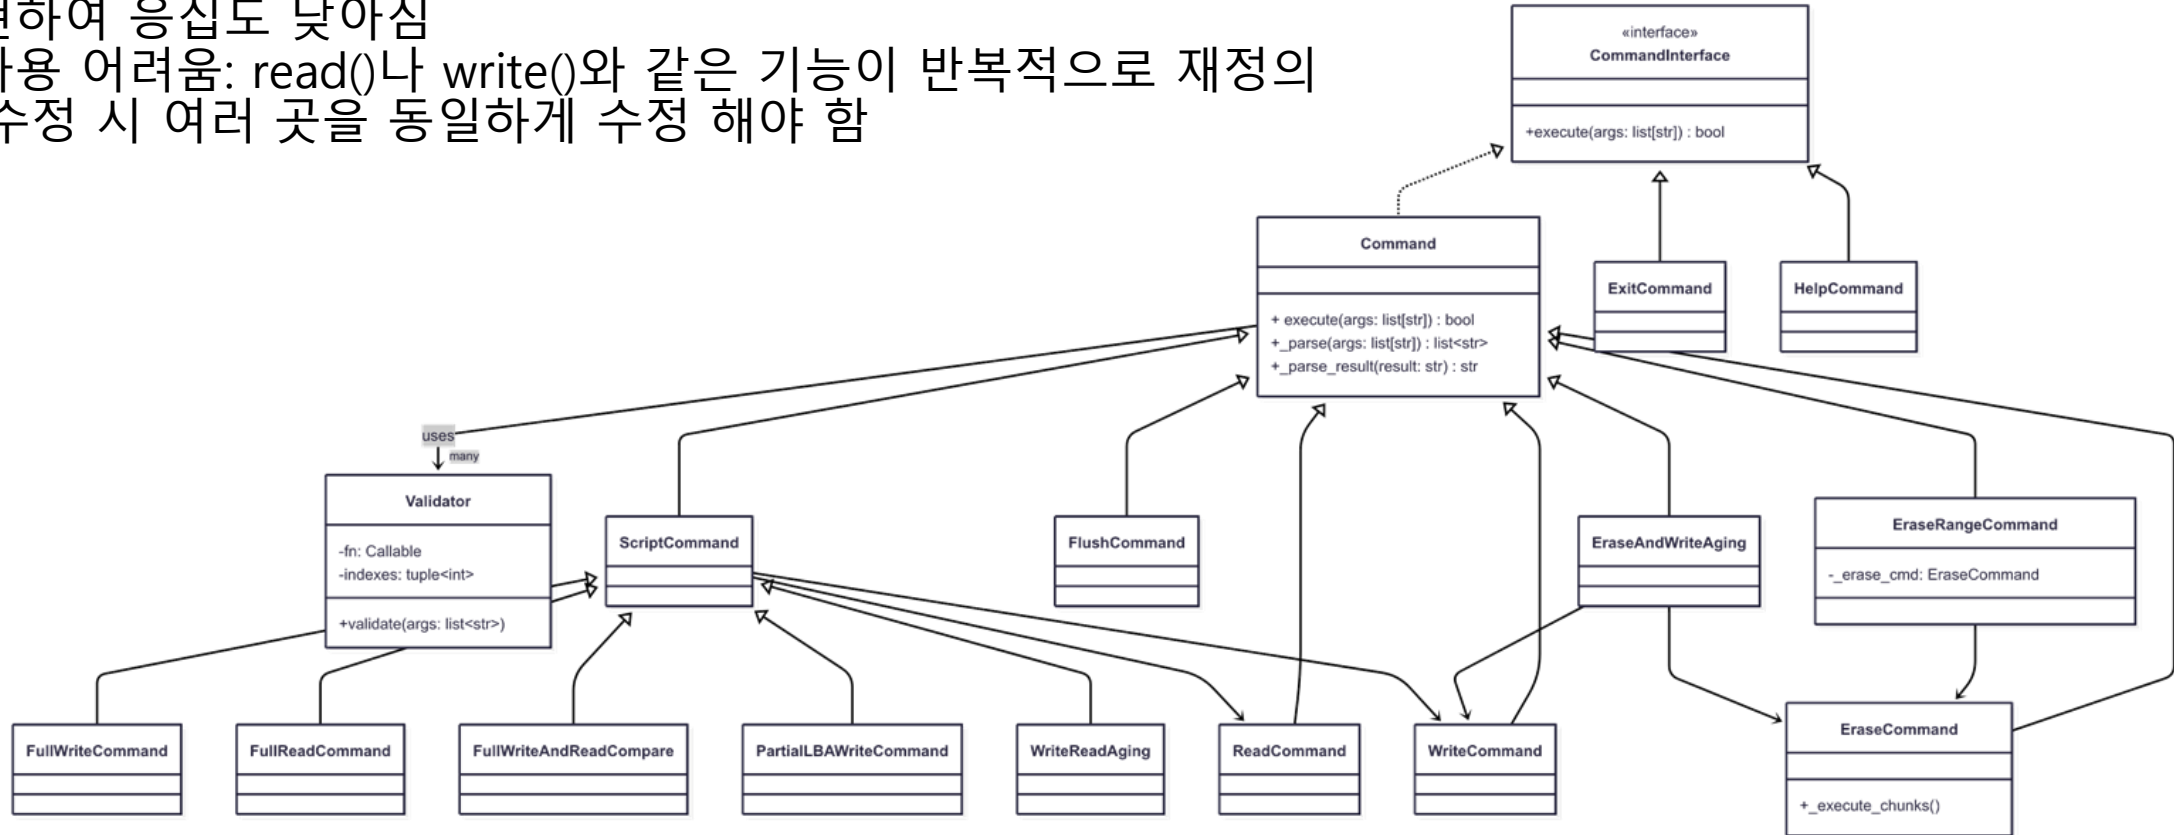 하여 응집도 낮아짐
용 어려움: read()나 write()와 같은 기능이 반복적으로 재정의
수정 시 여러 곳을 동일하게 수정 해야 함
«interface»
CommandInterface
+execute(args: list[str]) : bool
Command
+ execute(args: list[str]) : bool
+_parse(args: list[str]) : list<str>
+_parse_result(result: str) : str
ExitCommand
HelpCommand
uses
many
Validator
-fn: Callable
-indexes: tuple<int>
+validate(args: list<str>)
ScriptCommand
FlushCommand
EraseAndWriteAging
EraseRangeCommand
-_erase_cmd: EraseCommand
FullWriteCommand
FullReadCommand
FullWriteAndReadCompare
PartialLBAWriteCommand
WriteReadAging
ReadCommand
WriteCommand
EraseCommand
+_execute_chunks()